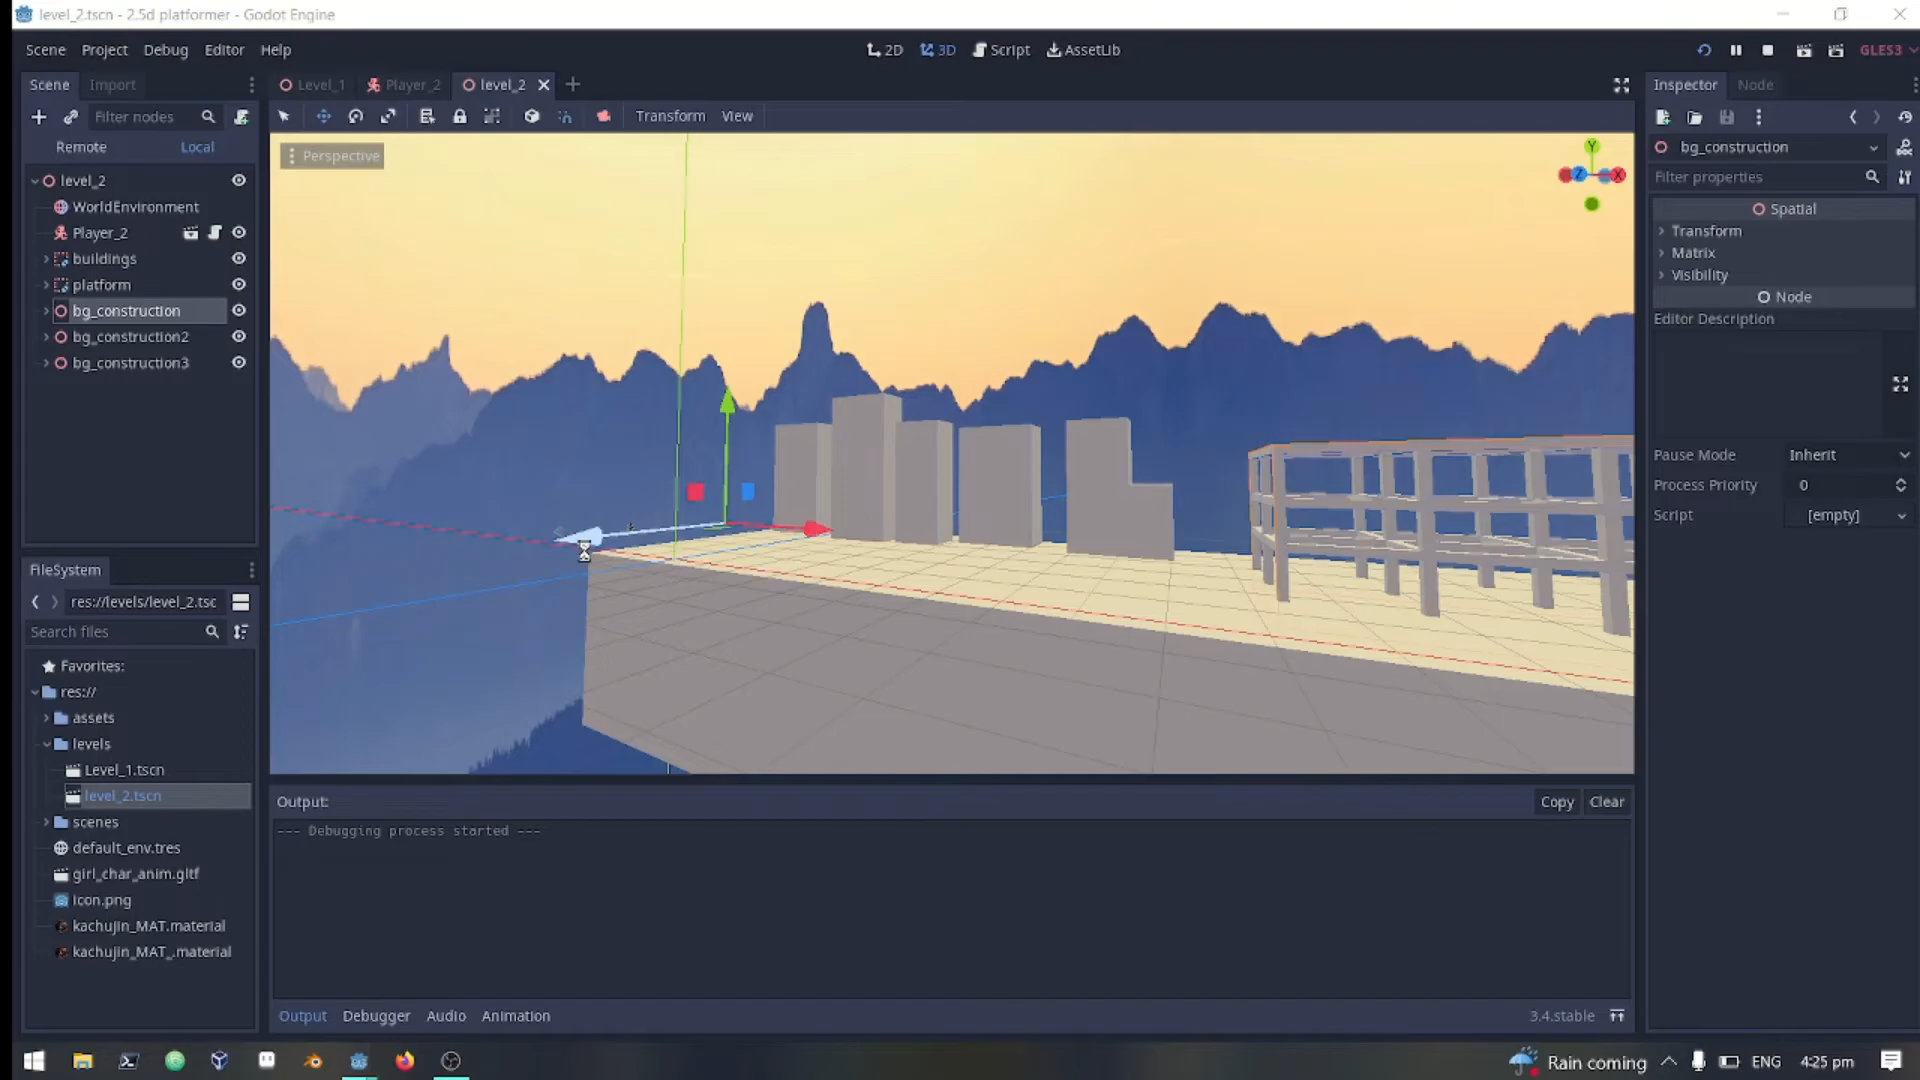 level_2.tscn - 2.5d platformer - Godot Engine
Scene Project Debug Editor Help
2D 3D Script AssetLib
GLES3
Scene Import
Level_1 Player_2 level_2
Inspector Node
Filter nodes
Transform View
Remote Local
Perspective
Y
Z
X
bg_construction
Filter properties
level_2
WorldEnvironment
Player_2
buildings
platform
bg_construction
bg_construction2
bg_construction3
Spatial
Transform
Matrix
Visibility
Node
Editor Description
Pause Mode Inherit
Process Priority 0
Script [empty]
FileSystem
res://levels/level_2.tsc
Search files
Favorites:
res://
assets
levels
Level_1.tscn
level_2.tscn
scenes
default_env.tres
girl_char_anim.gltf
icon.png
kachujin_MAT.material
kachujin_MAT_.material
Output:
Copy Clear
--- Debugging process started ---
Output Debugger Audio Animation
3.4.stable
Rain coming
ENG
4:25 pm